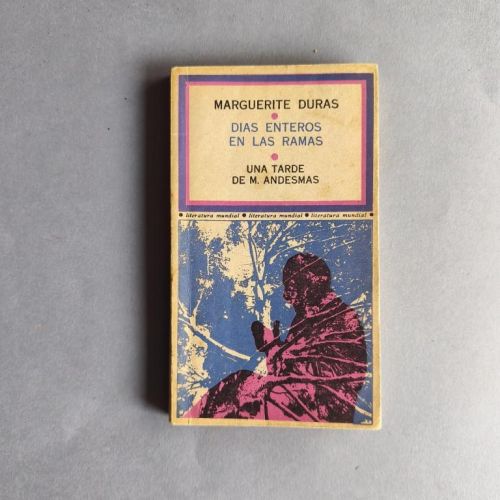 MARGUERITE DURAS
DIAS ENTEROS
EN LAS RAMAS
UNA TARDE
DE M. ANDESMAS
• literatura mundial • literatura mundial • literatura mundial •